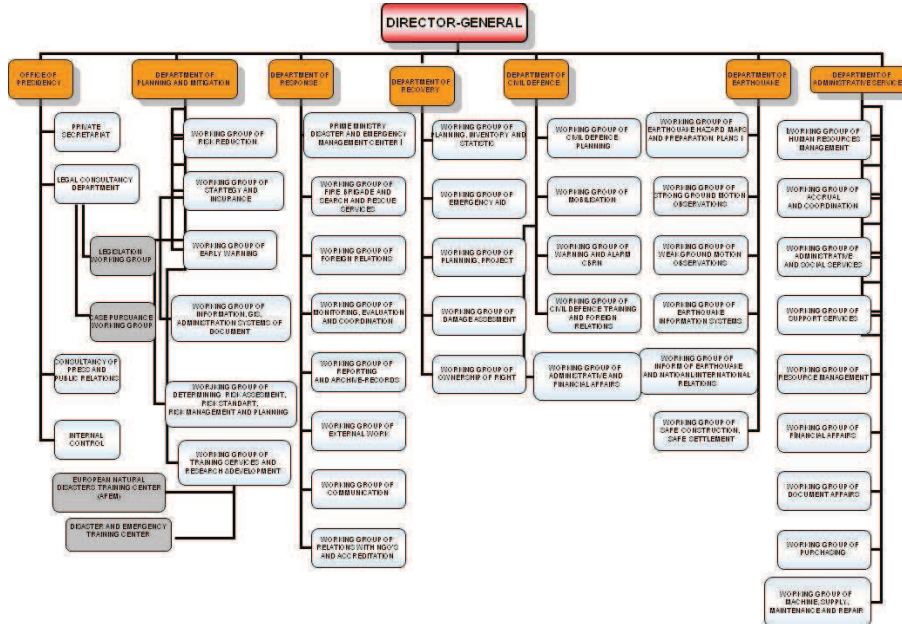 DIRECTOR-GENERAL
OFFICE OF
PRESIDENCY
PRIVATE
SECRETARIAT
LEGAL CONSULTANCY
DEPARTMENT
LEGISLATION
WORKING GROUP
CASE PURSUANCE
WORKING GROUP
CONSULTANCY OF
PRESS AND
PUBLIC RELATIONS
INTERNAL
CONTROL
DEPARTMENT OF
PLANNING AND MITIGATION
WORKING GROUP OF
RISK REDUCTION
WORKING GROUP OF
STRATEGY AND
INSURANCE
WORKING GROUP OF
EARLY WARNING
WORKING GROUP OF
INFORMATION, GIS,
ADMINISTRATION SYSTEMS OF
DOCUMENT
WORKING GROUP OF
DETERMINING RISK ASSESMENT,
RISK STANDART,
RISK MANAGEMENT AND PLANNING
WORKING GROUP OF
TRAINING SERVICES AND
RESEARCH &DEVELOPMENT
EUROPEAN NATURAL
DISASTERS TRAINING CENTER
(AFEM)
DISASTER AND EMERGENCY
TRAINING CENTER
DEPARTMENT OF
RESPONSE
PRIME MINISTRY
DISASTER AND EMERGENCY
MANAGEMENT CENTER I
WORKING GROUP OF
FIRE BRIGADE and
SEARCH AND RESCUE
SERVICES
WORKING GROUP OF
FOREIGN RELATIONS
WORKING GROUP OF
MONITORING, EVALUATION
AND COORDINATION
WORKING GROUP OF
REPORTING
AND ARCHIVE-RECORDS
WORKING GROUP OF
EXTERNAL WORK
WORKING GROUP OF
COMMUNICATION
WORKING GROUP OF
RELATIONS WITH NGO'S
AND ACCREDITATION
DEPARTMENT OF
RECOVERY
WORKING GROUP OF
PLANNING, INVENTORY AND
STATISTIC
WORKING GROUP OF
EMERGENCY AID
WORKING GROUP OF
PLANNING, PROJECT
WORKING GROUP OF
DAMAGE ASSESMENT
WORKING GROUP OF
OWNERSHIP OF RIGHT
DEPARTMENT OF
CIVIL DEFENCE
WORKING GROUP OF
CIVIL DEFENCE
PLANNING
WORKING GROUP OF
MOBILISATION
WORKING GROUP OF
WARNING AND ALARM
CBRN
WORKING GROUP OF
CIVIL DEFENCE TRAINING
AND FOREIGN
RELATIONS
WORKING GROUP OF
ADMINISTRATIVE AND
FINANCIAL AFFAIRS
DEPARTMENT OF
EARTHQUAKE
WORKING GROUP OF
EARTHQUAKE HAZARD MAPS
AND PREPARATION PLANS I
WORKING GROUP OF
STRONG GROUND MOTION
OBSERVATIONS
WORKING GROUP OF
WEAK GROUND MOTION
OBSERVATIONS
WORKING GROUP OF
EARTHQUAKE
INFORMATION SYSTEMS
WORKING GROUP OF
INFORM OF EARTHQUAKE
AND NATIAN,INTERNATIONAL
RELATIONS
WORKING GROUP OF
SAFE CONSTRUCTION,
SAFE SETTLEMENT
DEPARTMENT OF
ADMINISTRATIVE SERVICE
WORKING GROUP OF
HUMAN RESOURCES
MANAGEMENT
WORKING GROUP OF
ACCRUAL
AND COORDINATION
WORKING GROUP OF
ADMINISTRATIVE
AND SOCIAL SERVICES
WORKING GROUP OF
SUPPORT SERVICES
WORKING GROUP OF
RESOURCE MANAGEMENT
WORKING GROUP OF
FINANCIAL AFFAIRS
WORKING GROUP OF
DOCUMENT AFFAIRS
WORKING GROUP OF
PURCHASING
WORKING GROUP OF
MACHINE, SUPPLY,
MAINTENANCE AND REPAIR